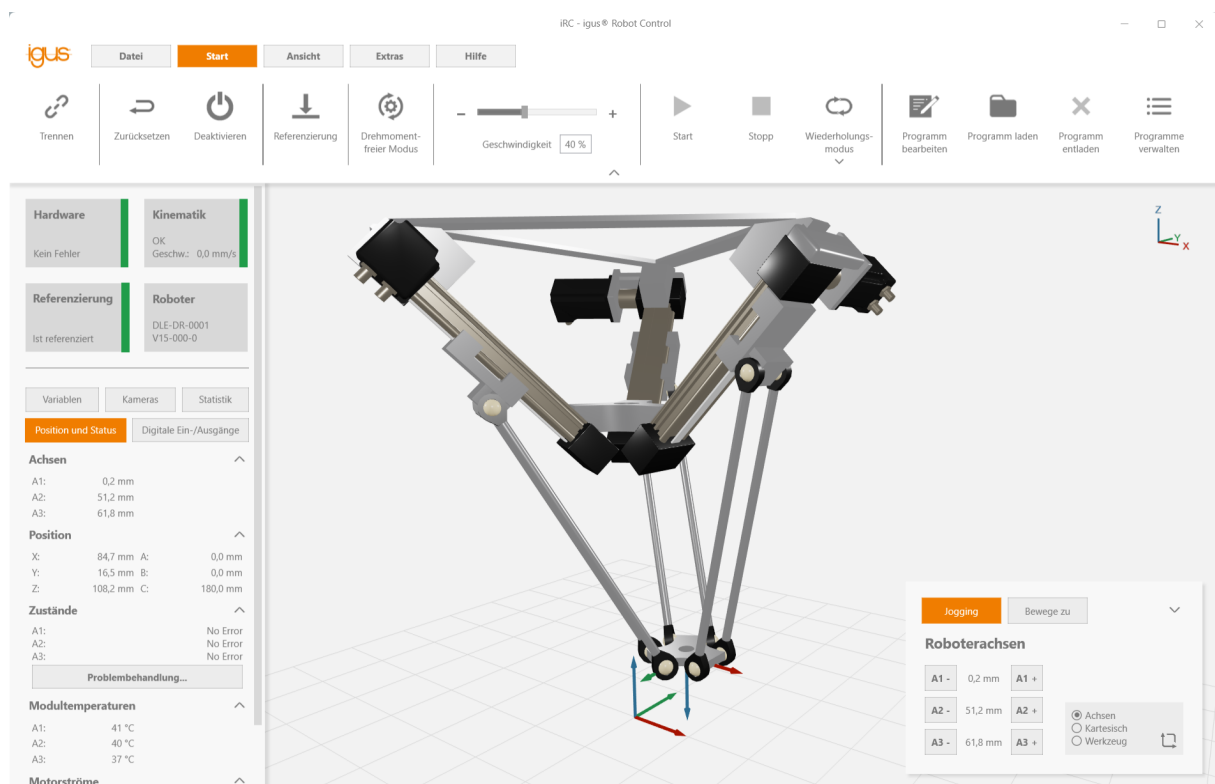 iRC - igus® Robot Control
igus
Datei
Start
Ansicht
Extras
Hilfe
Trennen
Zurücksetzen
Deaktivieren
Referenzierung
Drehmoment-
freier Modus
- +
Geschwindigkeit 40 %
Start
Stopp
Wiederholungs-
modus
Programm
bearbeiten
Programm laden
Programm
entladen
Programme
verwalten
Hardware
Kein Fehler
Kinematik
OK
Geschw.: 0,0 mm/s
Referenzierung
Ist referenziert
Roboter
DLE-DR-0001
V15-000-0
Variablen
Kameras
Statistik
Position und Status
Digitale Ein-/Ausgänge
Achsen
A1: 0,2 mm
A2: 51,2 mm
A3: 61,8 mm
Position
X: 84,7 mm A: 0,0 mm
Y: 16,5 mm B: 0,0 mm
Z: 108,2 mm C: 180,0 mm
Zustände
A1: No Error
A2: No Error
A3: No Error
Problembehandlung...
Modultemperaturen
A1: 41 °C
A2: 40 °C
A3: 37 °C
Motorströme
Z
Y
X
Jogging
Bewege zu
Roboterachsen
A1 - 0,2 mm A1 +
A2 - 51,2 mm A2 +
A3 - 61,8 mm A3 +
Achsen
Kartesisch
Werkzeug